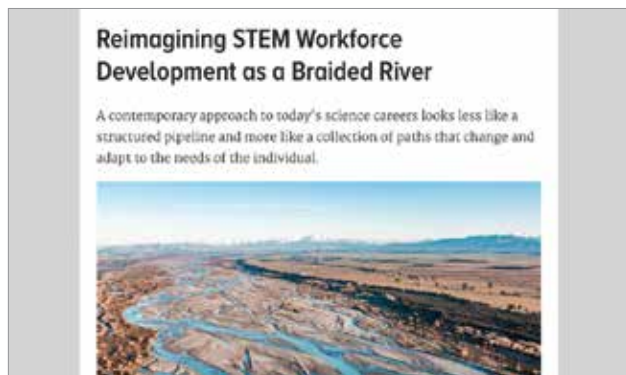 Reimagining STEM Workforce
Development as a Braided River
A contemporary approach to today's science careers looks less like a
structured pipeline and more like a collection of paths that change and
adapt to the needs of the individual.